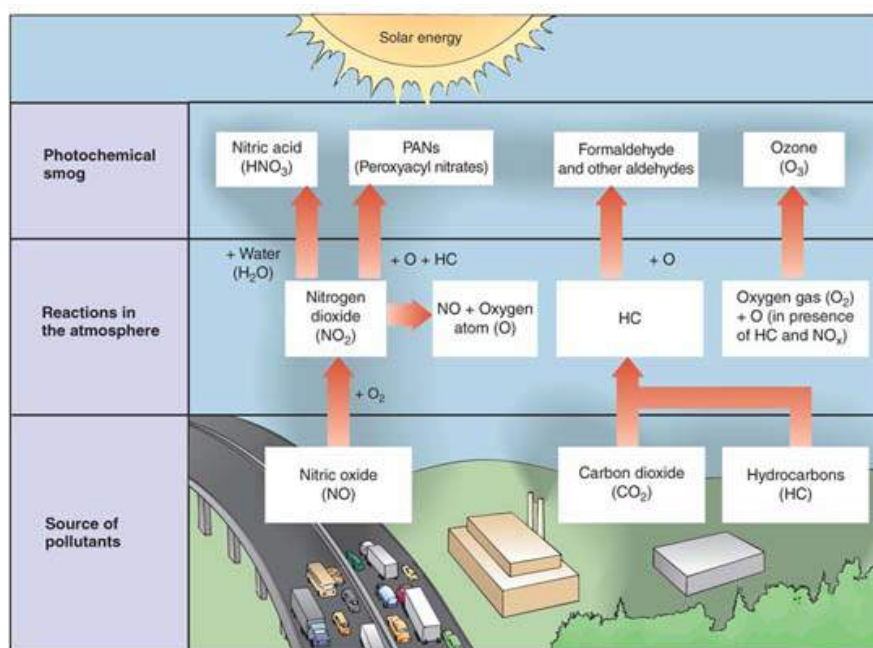 Solar energy
Photochemical
smog
Nitric acid
(HNO₃)
PANs
(Peroxyacyl nitrates)
Formaldehyde
and other aldehydes
Ozone
(O₃)
Reactions in
the atmosphere
+ Water
(H₂O)
+ O + HC
+ O
Nitrogen
dioxide
(NO₂)
NO + Oxygen
atom (O)
HC
Oxygen gas (O₂)
+ O (in presence
of HC and NOₓ)
+ O₂
Source of
pollutants
Nitric oxide
(NO)
Carbon dioxide
(CO₂)
Hydrocarbons
(HC)